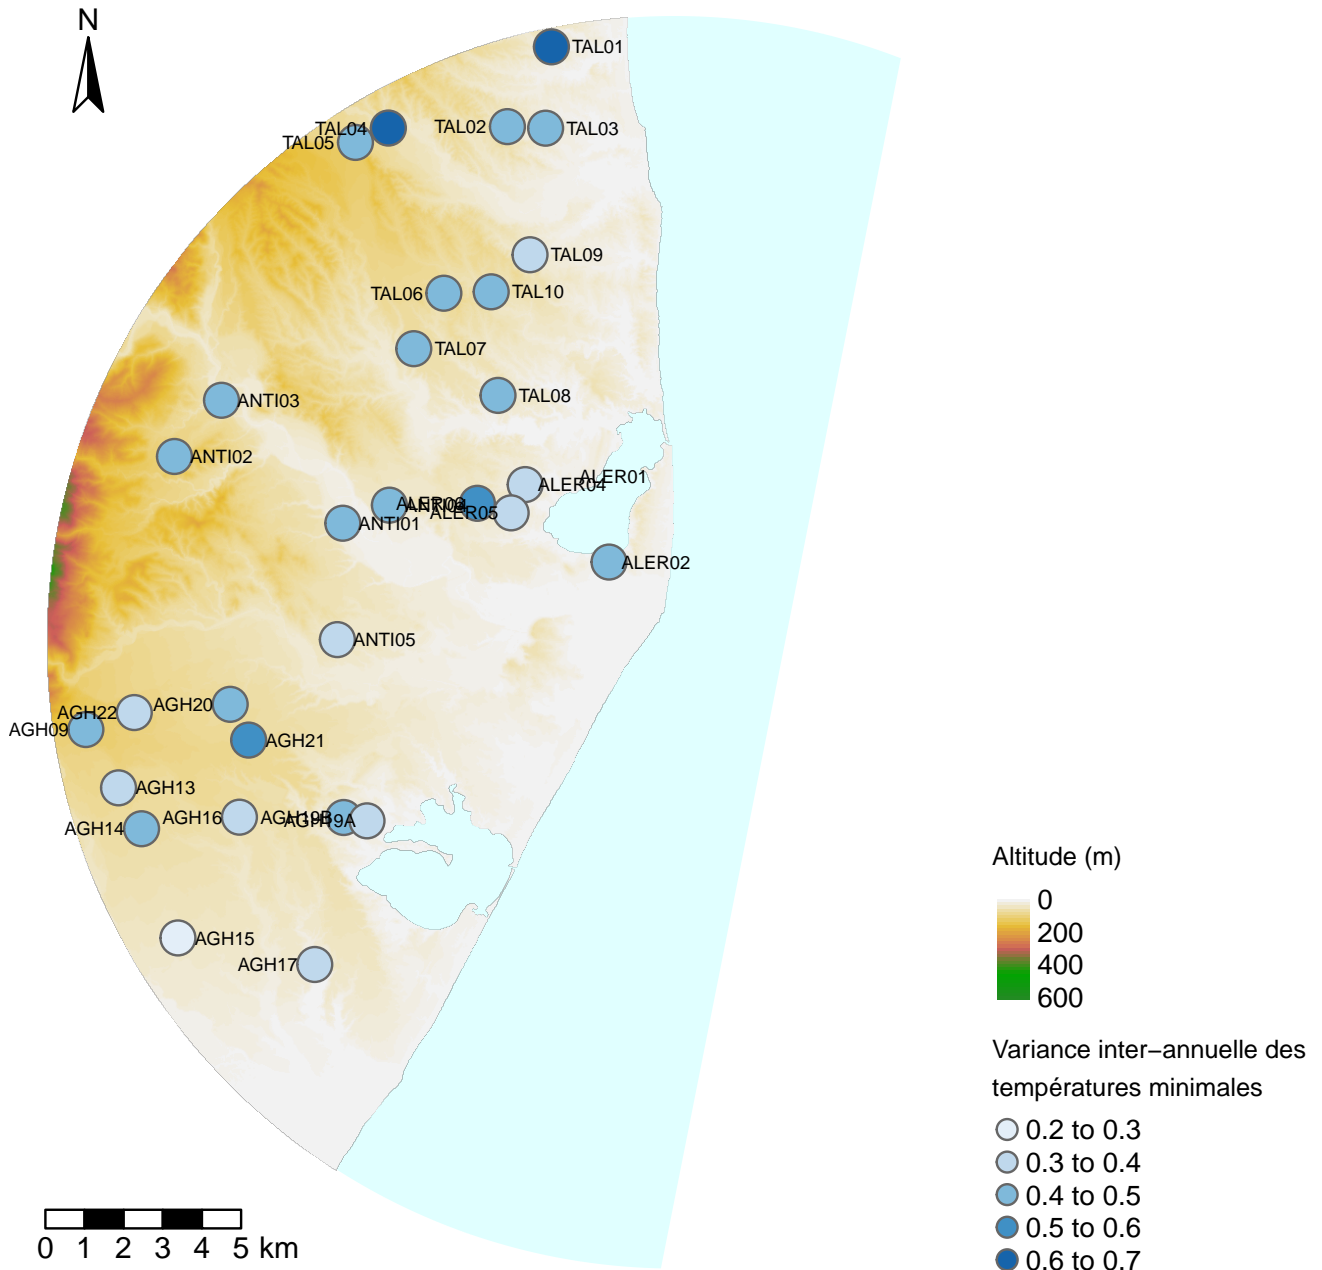 N
TAL01
TAL04
TAL02
TAL03
TAL05
TAL09
TAL06
TAL10
TAL07
TAL08
ANTI03
ANTI02
ALER01
ALER04
ALER05
ANTI01
ALER02
ANTI05
AGH20
AGH22
AGH09
AGH21
AGH13
AGH16
AGH19B
AGH19A
AGH14
AGH15
AGH17
Altitude (m)
0
200
400
600
Variance inter−annuelle des
températures minimales
0.2 to 0.3
0.3 to 0.4
0.4 to 0.5
0.5 to 0.6
0.6 to 0.7
0 1 2 3 4 5 km